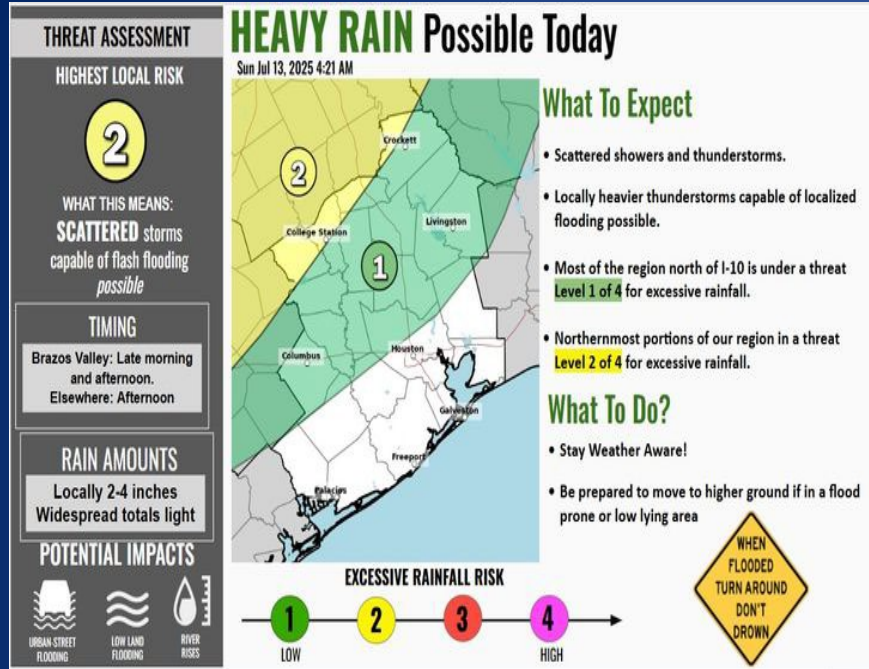 THREAT ASSESSMENT
HIGHEST LOCAL RISK
2
WHAT THIS MEANS:
SCATTERED storms
capable of flash flooding
possible
TIMING
Brazos Valley: Late morning
and afternoon.
Elsewhere: Afternoon
RAIN AMOUNTS
Locally 2-4 inches
Widespread totals light
POTENTIAL IMPACTS
URBAN-STREET
FLOODING
LOW LAND
FLOODING
RIVER
RISES
HEAVY RAIN Possible Today
Sun Jul 13, 2025 4:21 AM
Crockett
2
College Station
Livingston
1
Columbus
Houston
Galveston
Freeport
Palacios
What To Expect
• Scattered showers and thunderstorms.
• Locally heavier thunderstorms capable of localized
flooding possible.
• Most of the region north of I-10 is under a threat
Level 1 of 4 for excessive rainfall.
• Northernmost portions of our region in a threat
Level 2 of 4 for excessive rainfall.
What To Do?
• Stay Weather Aware!
• Be prepared to move to higher ground if in a flood
prone or low lying area
EXCESSIVE RAINFALL RISK
1
2
3
4
LOW
HIGH
WHEN
FLOODED
TURN AROUND
DON'T
DROWN